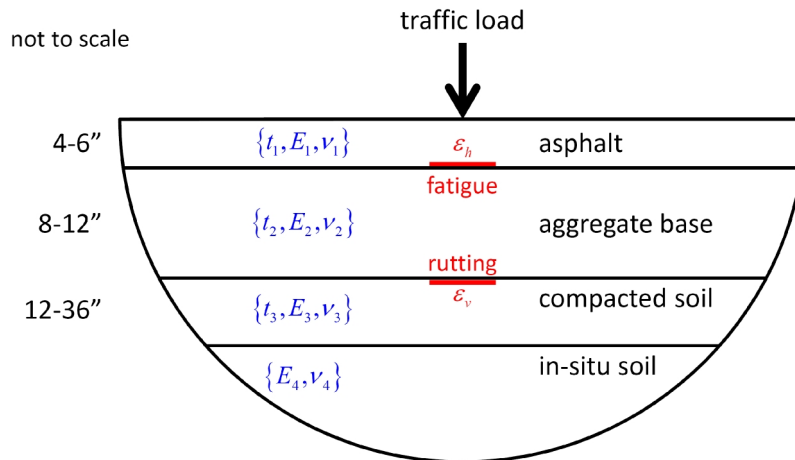 traffic load
not to scale
4-6” {t₁,E₁,ν₁} εₕ asphalt
fatigue
8-12” {t₂,E₂,ν₂} aggregate base
rutting
12-36” {t₃,E₃,ν₃} εᵥ compacted soil
{E₄,ν₄} in-situ soil